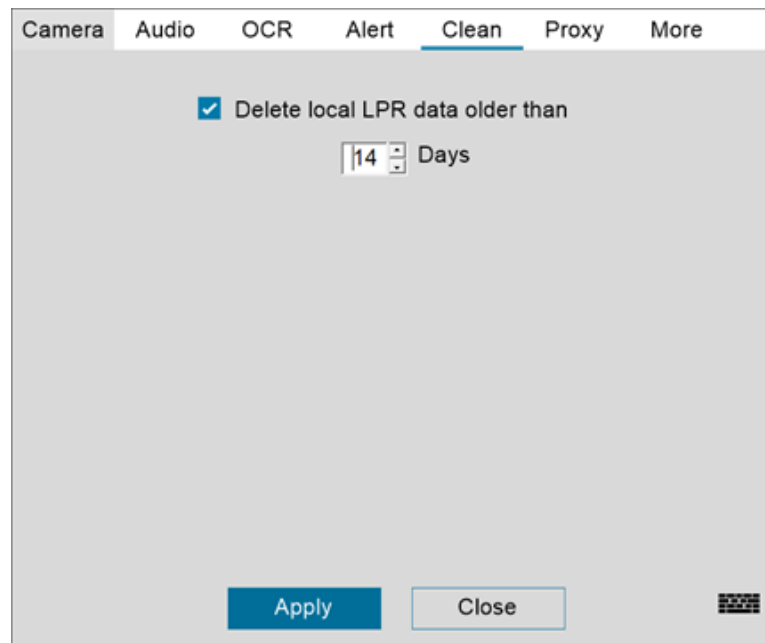 Camera Audio OCR Alert Clean Proxy More
Delete local LPR data older than
14 Days
Apply Close